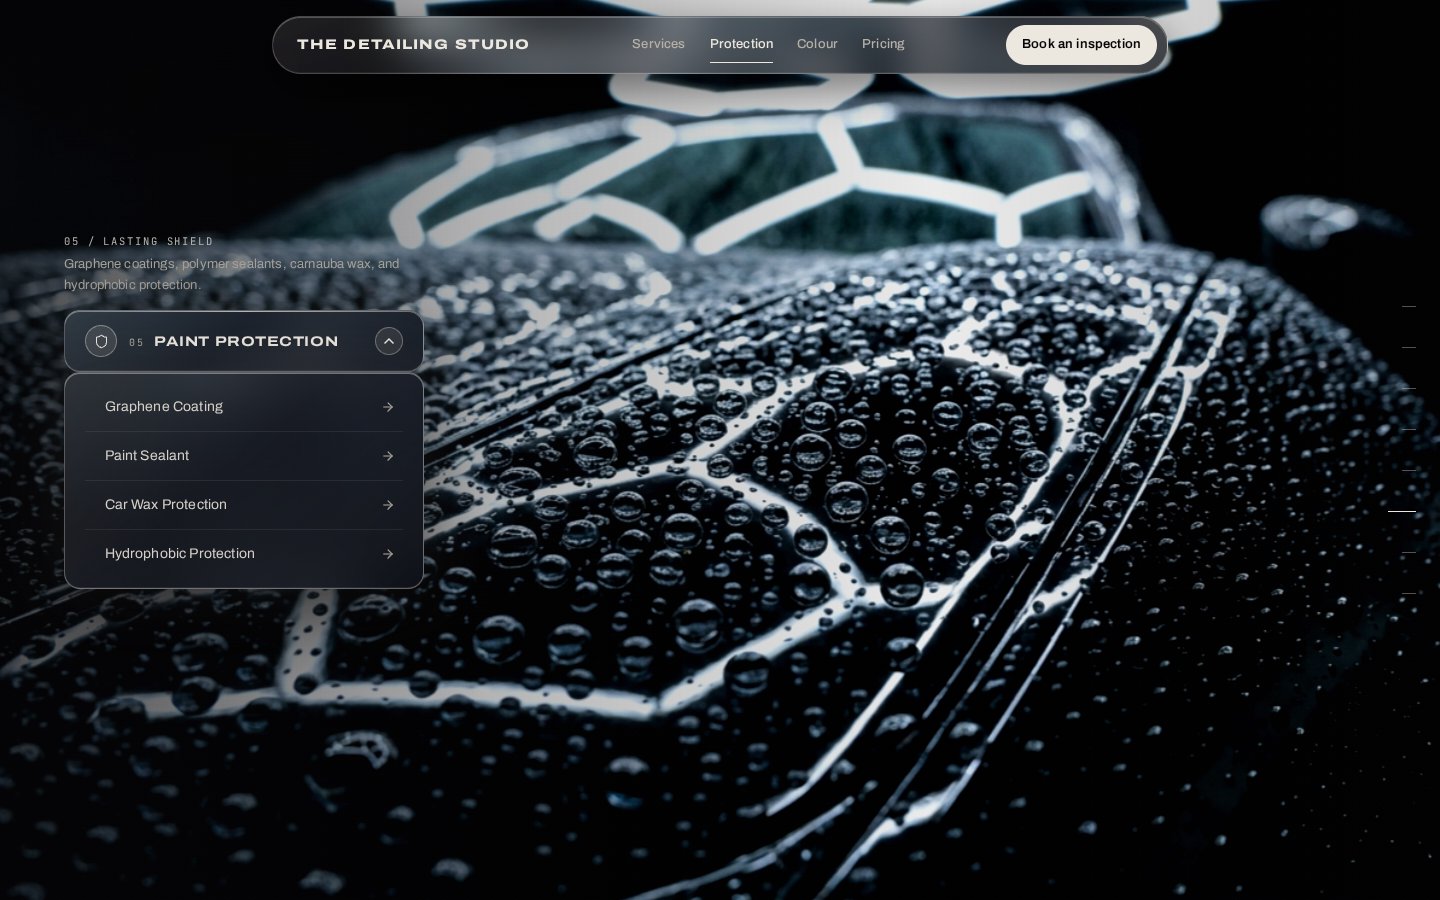 THE DETAILING STUDIO
Services
Protection
Colour
Pricing
Book an inspection
05 / LASTING SHIELD
Graphene coatings, polymer sealants, carnauba wax, and
hydrophobic protection.
05 PAINT PROTECTION
Graphene Coating
Paint Sealant
Car Wax Protection
Hydrophobic Protection